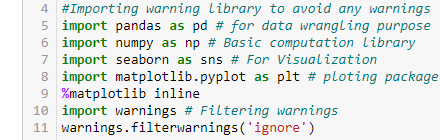 4 #Importing warning library to avoid any warnings
5 import pandas as pd # for data wrangling purpose
6 import numpy as np # Basic computation library
7 import seaborn as sns # For Visualization
8 import matplotlib.pyplot as plt # ploting package
9 %matplotlib inline
10 import warnings # Filtering warnings
11 warnings.filterwarnings('ignore')